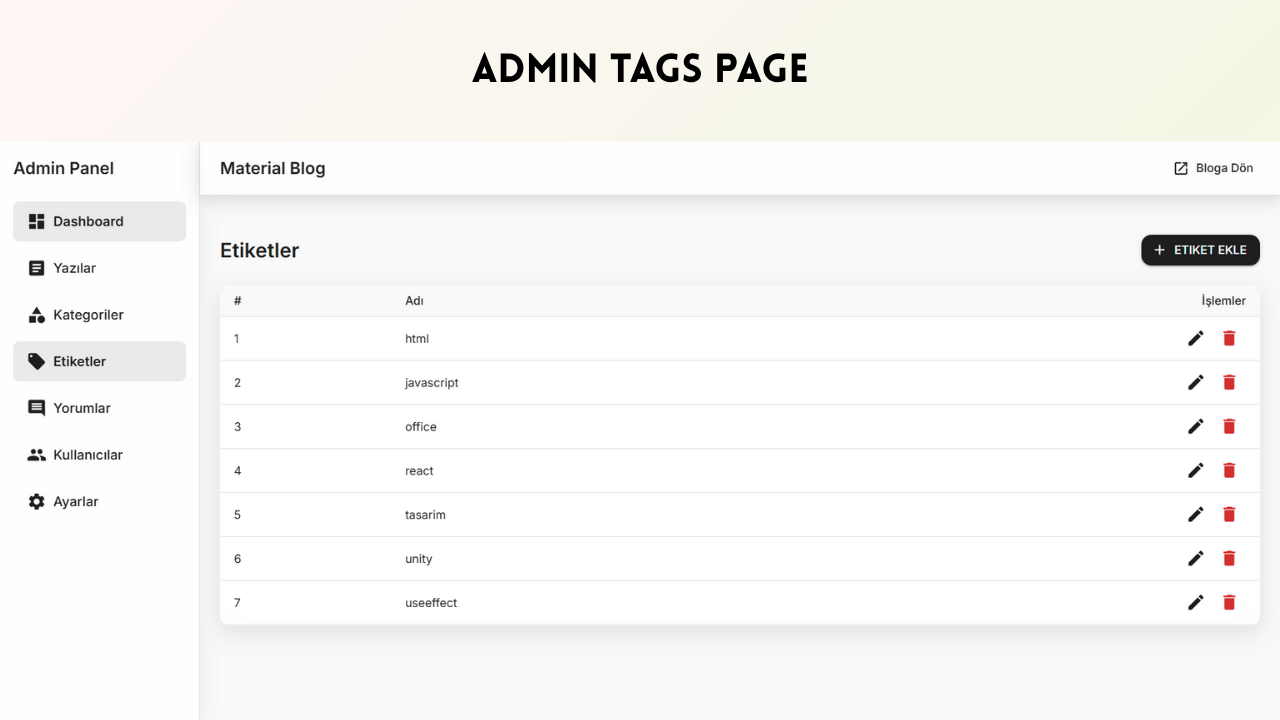 ADMIN TAGS PAGE
Admin Panel
Dashboard
Yazılar
Kategoriler
Etiketler
Yorumlar
Kullanıcılar
Ayarlar
Material Blog
Bloga Dön
Etiketler
+ ETIKET EKLE
# Adı İşlemler
1 html
2 javascript
3 office
4 react
5 tasarim
6 unity
7 useeffect